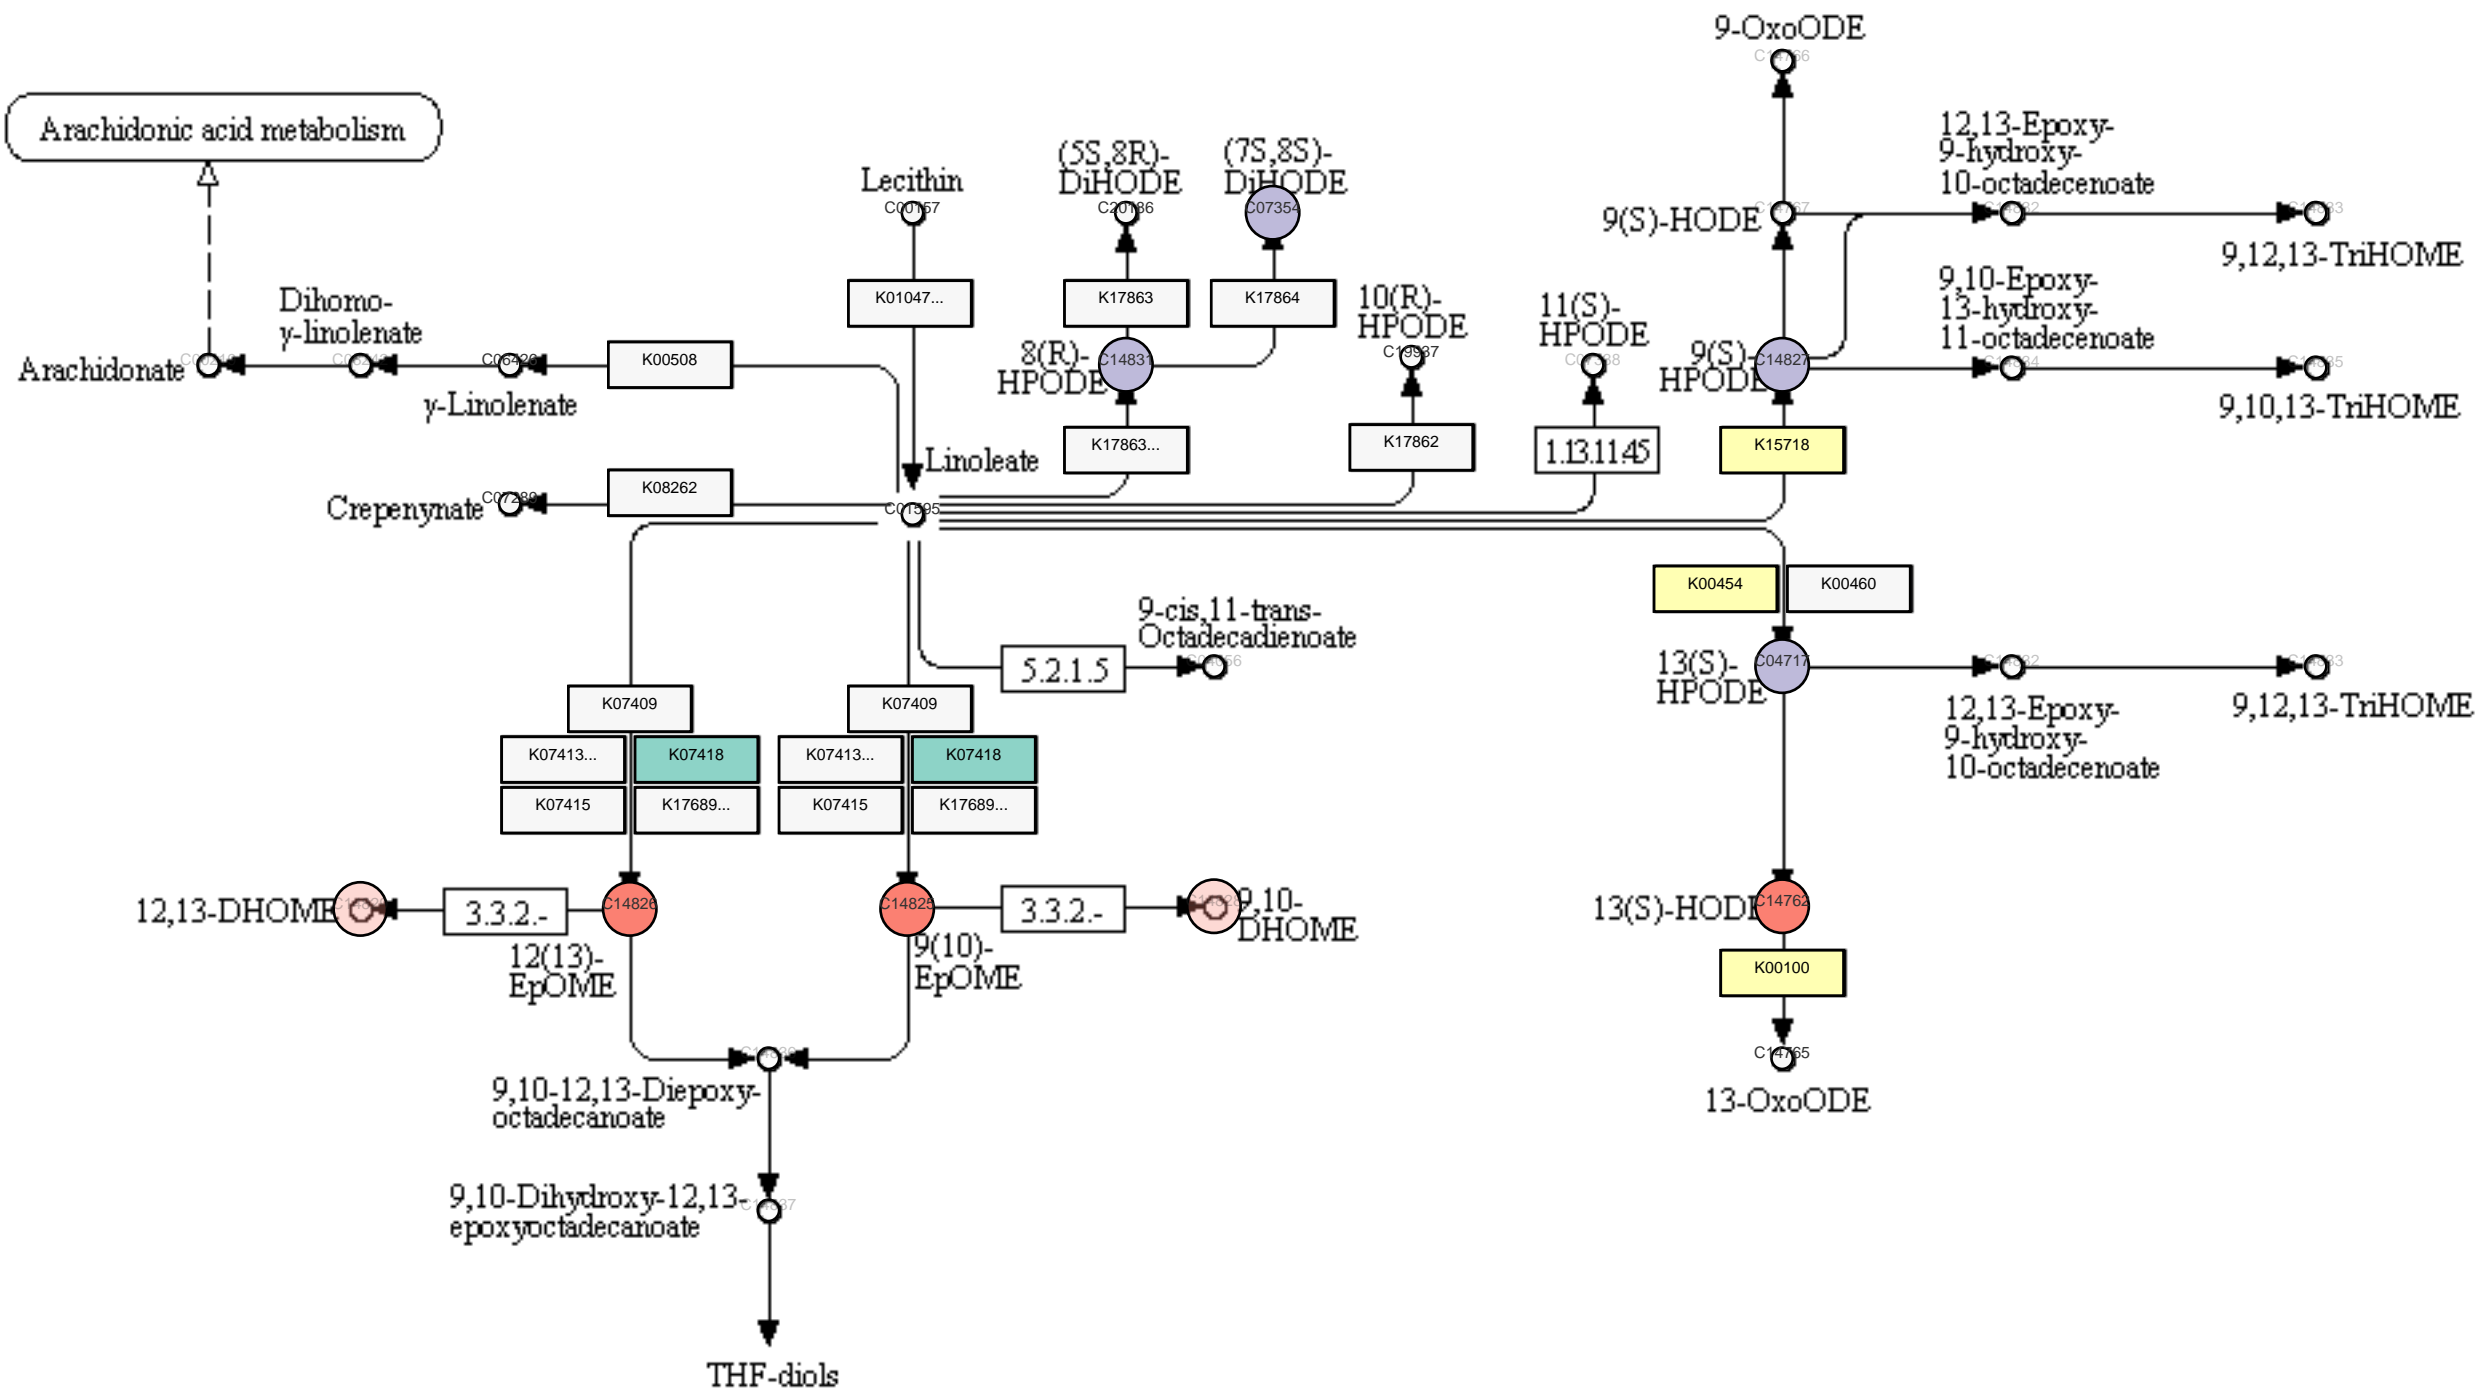 9-OxoODE
C14766
Arachidonic acid metabolism
Lecithin
C00157
(5S,8R)-
DiHODE
C20186
(7S,8S)-
DiHODE
C07354
12,13-Epoxy-
9-hydroxy-
10-octadecenoate
9(S)-HODE
C14767
9,12,13-TriHOME
K01047...
K17863
K17864
10(R)-
HPODE
C19937
11(S)-
HPODE
9,10-Epoxy-
13-hydroxy-
11-octadecenoate
Dihomo-
γ-linolenate
Arachidonate
C06426
γ-Linolenate
K00508
8(R)-
HPODE
C14831
9(S)-
HPODE
C14827
9,10,13-TriHOME
K17863...
K17862
1.13.11.45
K15718
Linoleate
C01595
Crepenynate
C07289
K08262
K00454
K00460
9-cis,11-trans-
Octadecadienoate
5.2.1.5
13(S)-
HPODE
C04717
12,13-Epoxy-
9-hydroxy-
10-octadecenoate
9,12,13-TriHOME
K07409
K07409
K07413...
K07418
K07413...
K07418
K07415
K17689...
K07415
K17689...
12,13-DHOME
3.3.2.-
C14826
12(13)-
EpOME
C14825
9(10)-
EpOME
3.3.2.-
9,10-
DHOME
13(S)-HODE
C14762
K00100
C14765
13-OxoODE
9,10-12,13-Diepoxy-
octadecanoate
9,10-Dihydroxy-12,13-
epoxyoctadecanoate
C14837
THF-diols